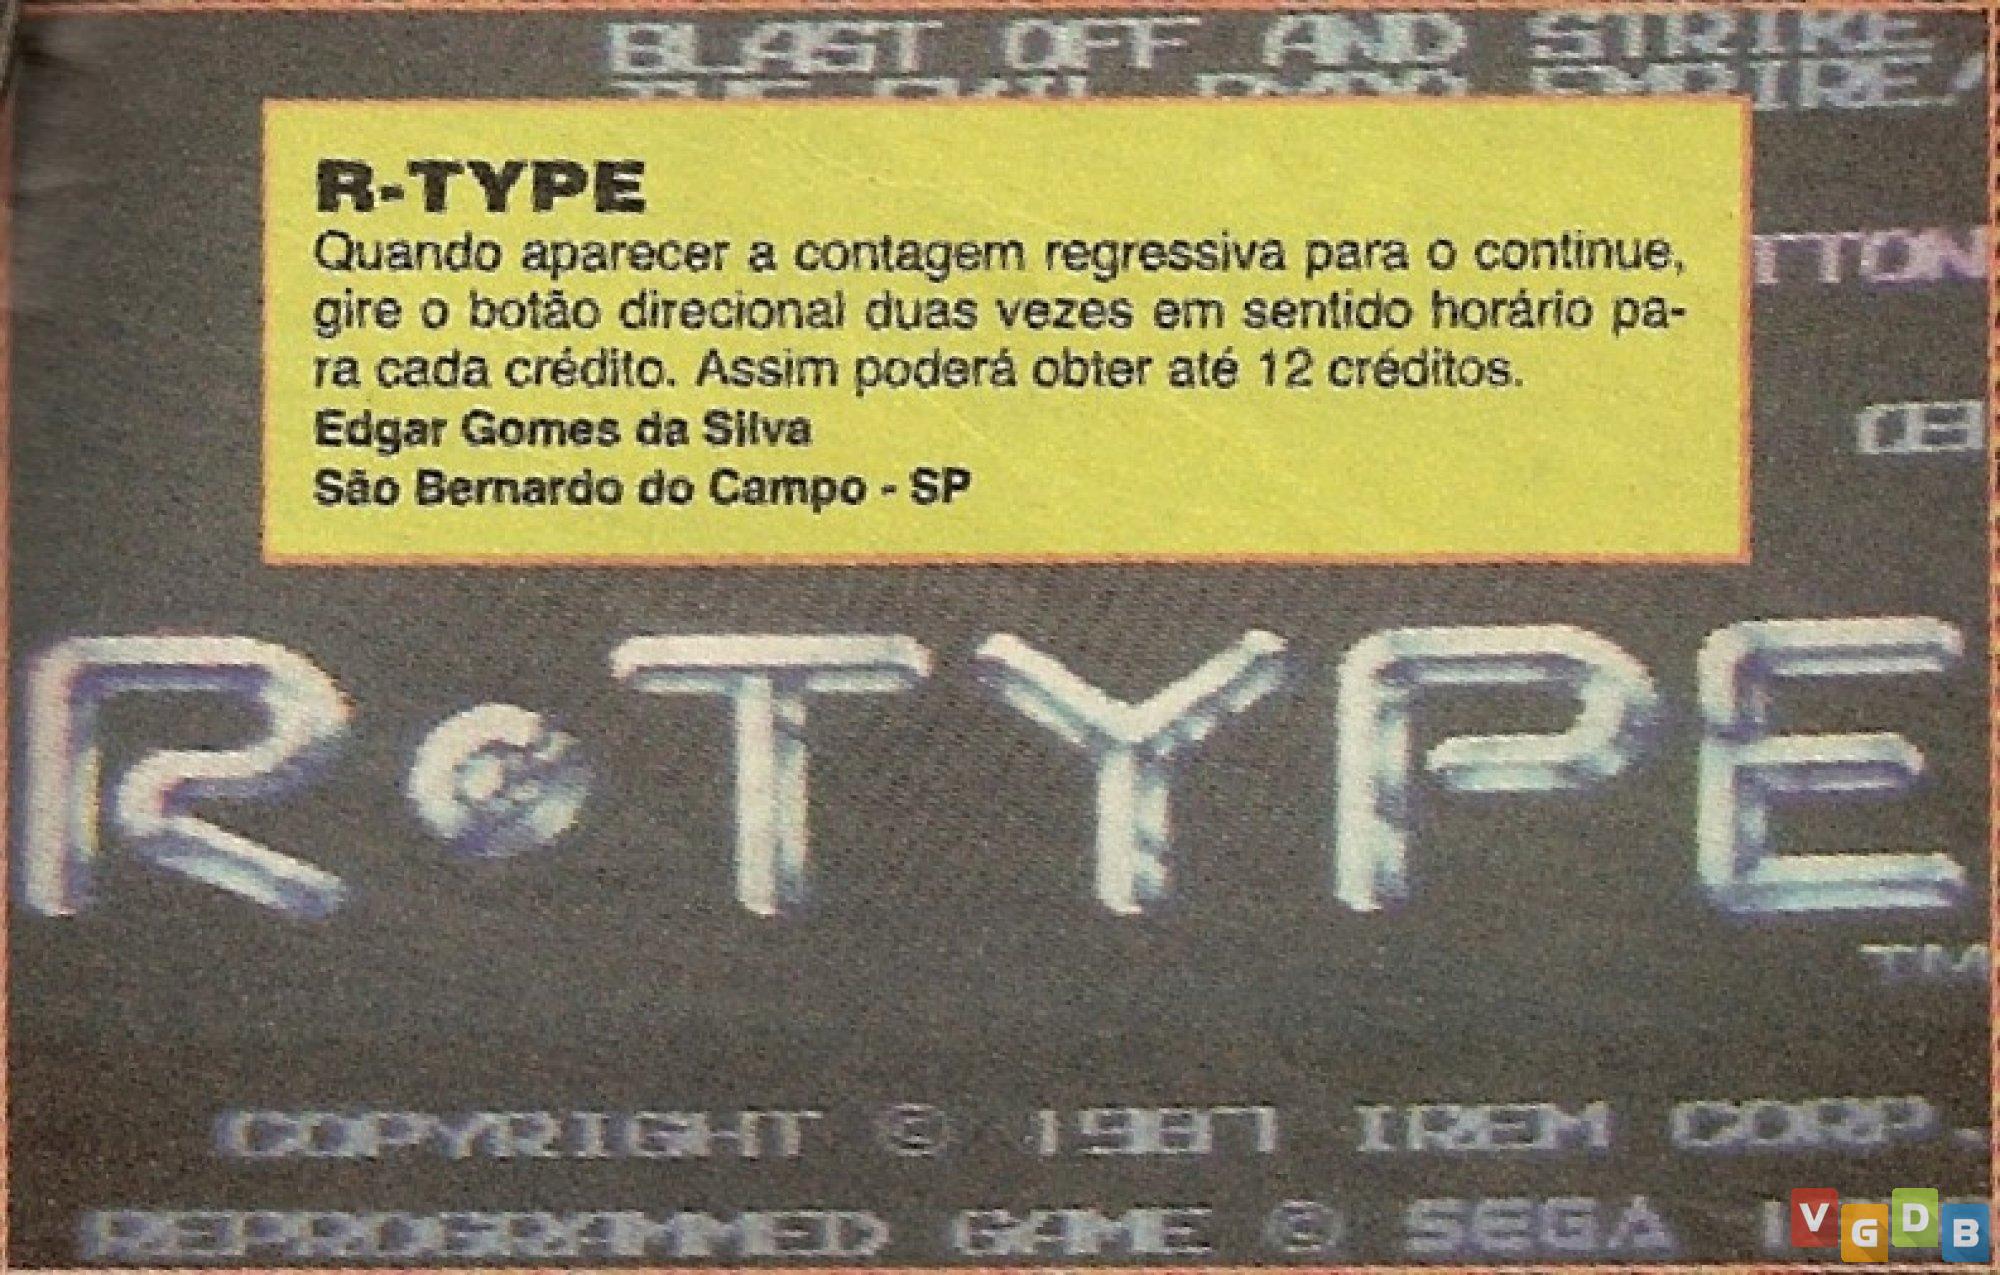 BLAST OFF AND STRIKE
EMPIRE!
R-TYPE
Quando aparecer a contagem regressiva para o continue,
gire o botão direcional duas vezes em sentido horário pa-
ra cada crédito. Assim poderá obter até 12 créditos.
Edgar Gomes da Silva
São Bernardo do Campo - SP
TTON
R•TYPE
TM
COPYRIGHT © 1987 IREM CORP.
REPROGRAMMED GAME © SEGA
VGDB